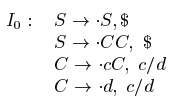 I₀ : S → ·S, $
S → ·CC, $
C → ·cC, c/d
C → ·d, c/d